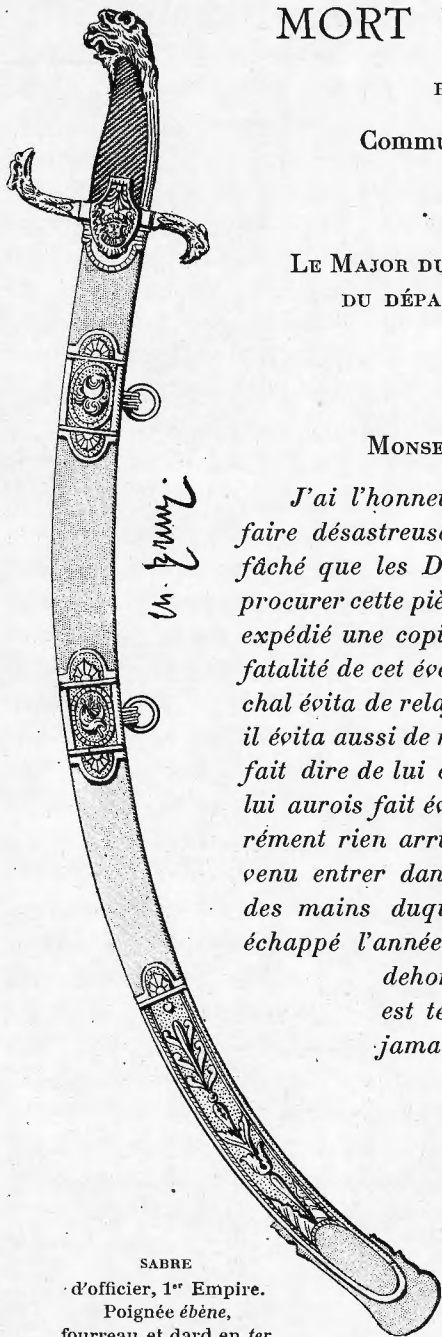 MORT
Commu
LE MAJOR DU
DU DÉPA
MONSE
J'ai l'honneu
faire désastreuse
fâché que les D
procurer cette piè
expédié une copi
fatalité de cet évé
chal évita de rela
il évita aussi de r
fait dire de lui e
lui aurois fait év
rément rien arri
venu entrer dan
des mains duqu
échappé l'année
dehor
est te
jama
SABRE
d'officier, 1er Empire.
Poignée ébène,
fourreau et dard en fer